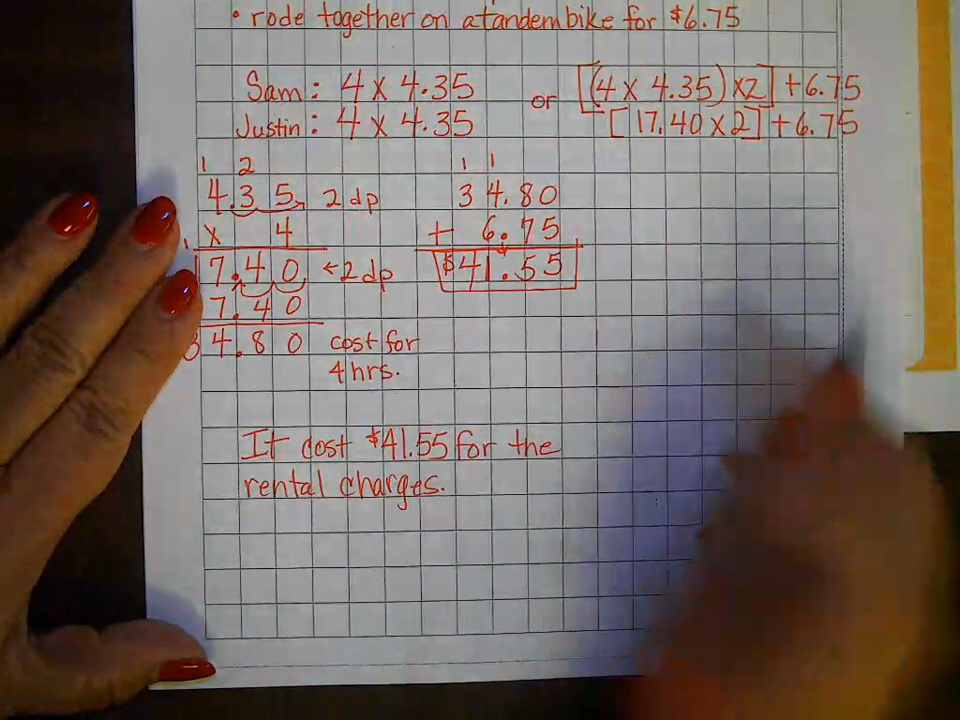 • rode together on a tandem bike for $6.75
Sam: 4 x 4.35
Justin: 4 x 4.35
or [(4 x 4.35) x2] + 6.75
[17.40 x 2] + 6.75
1 2
4.35 2 dp
x 4
17.40 ←2 dp
17.40
34.80 cost for
4 hrs.
1 1
34.80
+ 6.75
$41.55
It cost $41.55 for the
rental charges.